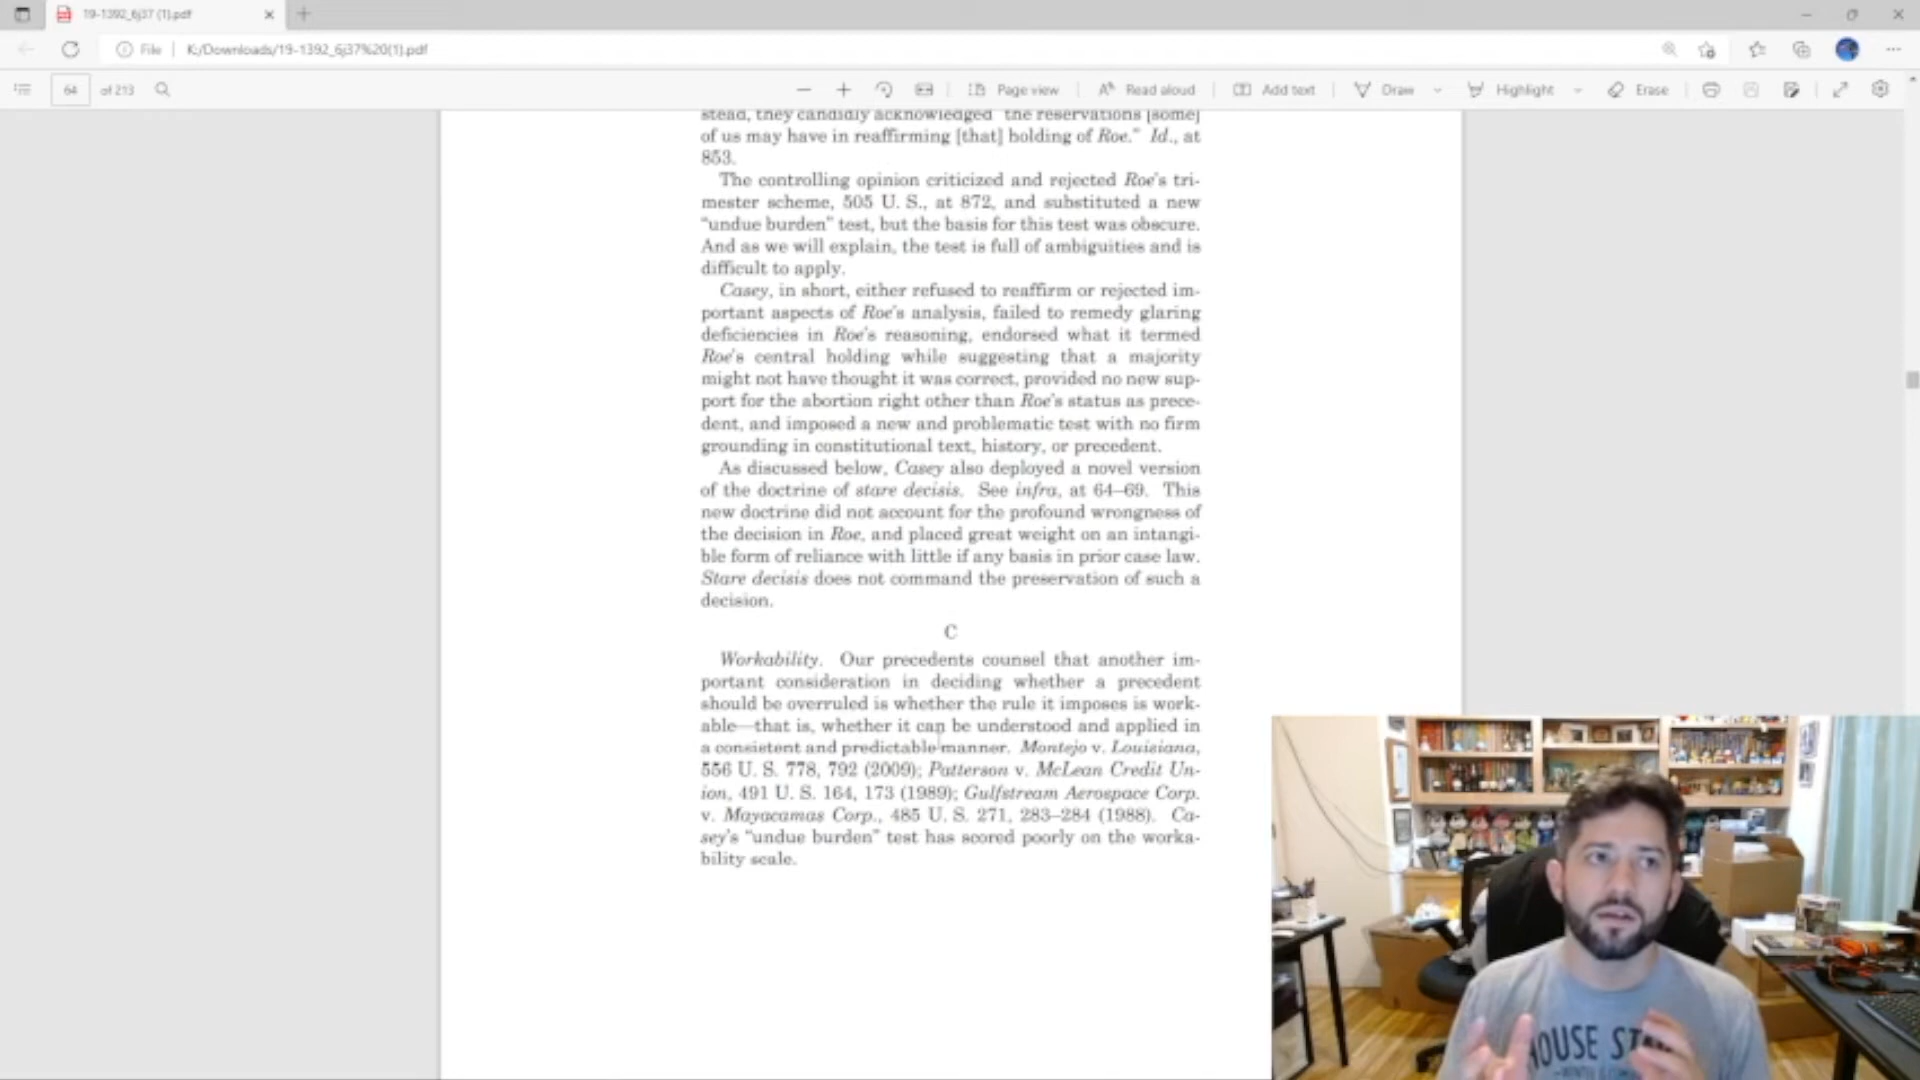 19-1392_6j37 (1).pdf
File
K:/Downloads/19-1392_6j37%20(1).pdf
64 of 213
Page view
Read aloud
Add text
Draw
Highlight
Erase
stead, they candidly acknowledged "the reservations [some]
of us may have in reaffirming [that] holding of Roe." Id., at
853.
The controlling opinion criticized and rejected Roe's tri-
mester scheme, 505 U. S., at 872, and substituted a new
"undue burden" test, but the basis for this test was obscure.
And as we will explain, the test is full of ambiguities and is
difficult to apply.
Casey, in short, either refused to reaffirm or rejected im-
portant aspects of Roe's analysis, failed to remedy glaring
deficiencies in Roe's reasoning, endorsed what it termed
Roe's central holding while suggesting that a majority
might not have thought it was correct, provided no new sup-
port for the abortion right other than Roe's status as prece-
dent, and imposed a new and problematic test with no firm
grounding in constitutional text, history, or precedent.
As discussed below, Casey also deployed a novel version
of the doctrine of stare decisis. See infra, at 64–69. This
new doctrine did not account for the profound wrongness of
the decision in Roe, and placed great weight on an intangi-
ble form of reliance with little if any basis in prior case law.
Stare decisis does not command the preservation of such a
decision.
C
Workability. Our precedents counsel that another im-
portant consideration in deciding whether a precedent
should be overruled is whether the rule it imposes is work-
able—that is, whether it can be understood and applied in
a consistent and predictable manner. Montejo v. Louisiana,
556 U. S. 778, 792 (2009); Patterson v. McLean Credit Un-
ion, 491 U. S. 164, 173 (1989); Gulfstream Aerospace Corp.
v. Mayacamas Corp., 485 U. S. 271, 283–284 (1988). Ca-
sey's "undue burden" test has scored poorly on the worka-
bility scale.
HOUSE